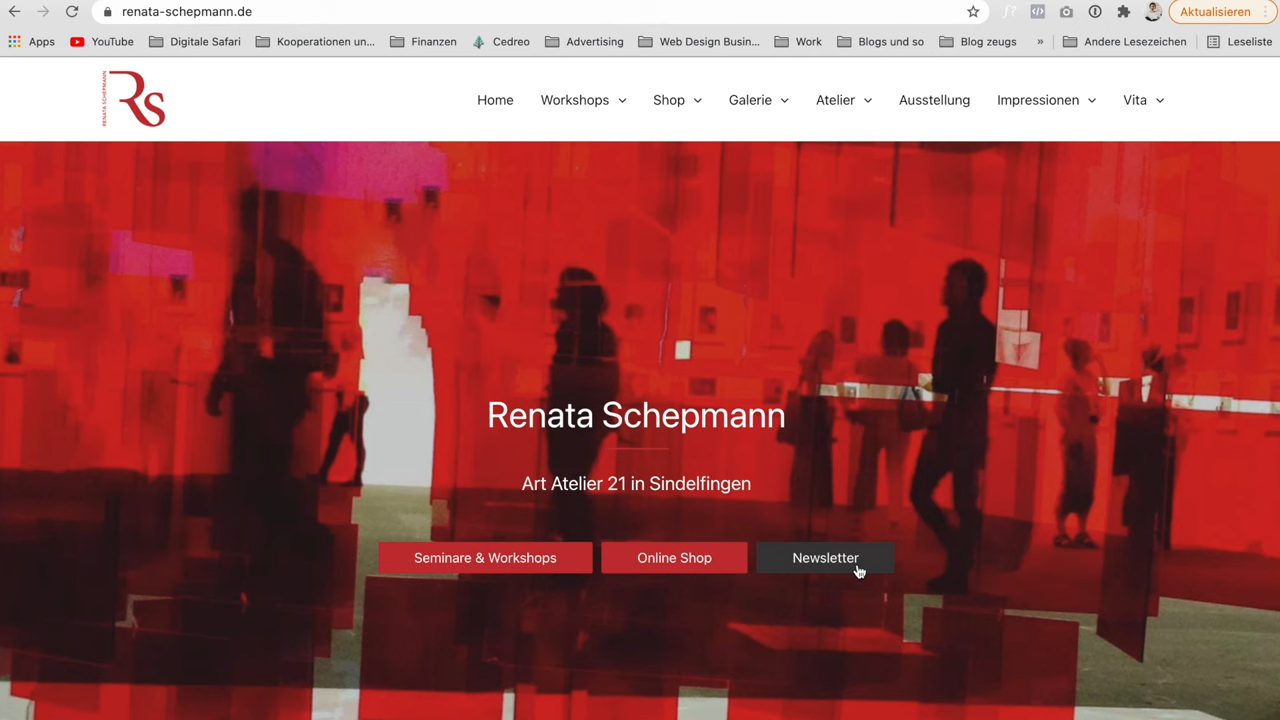 renata-schepmann.de
Aktualisieren
Apps YouTube Digitale Safari Kooperationen un... Finanzen Cedreo Advertising Web Design Busin... Work Blogs und so Blog zeugs » Andere Lesezeichen Leseliste
RENATA SCHEPMANN
Rs
Home Workshops Shop Galerie Atelier Ausstellung Impressionen Vita
Renata Schepmann
Art Atelier 21 in Sindelfingen
Seminare & Workshops Online Shop Newsletter